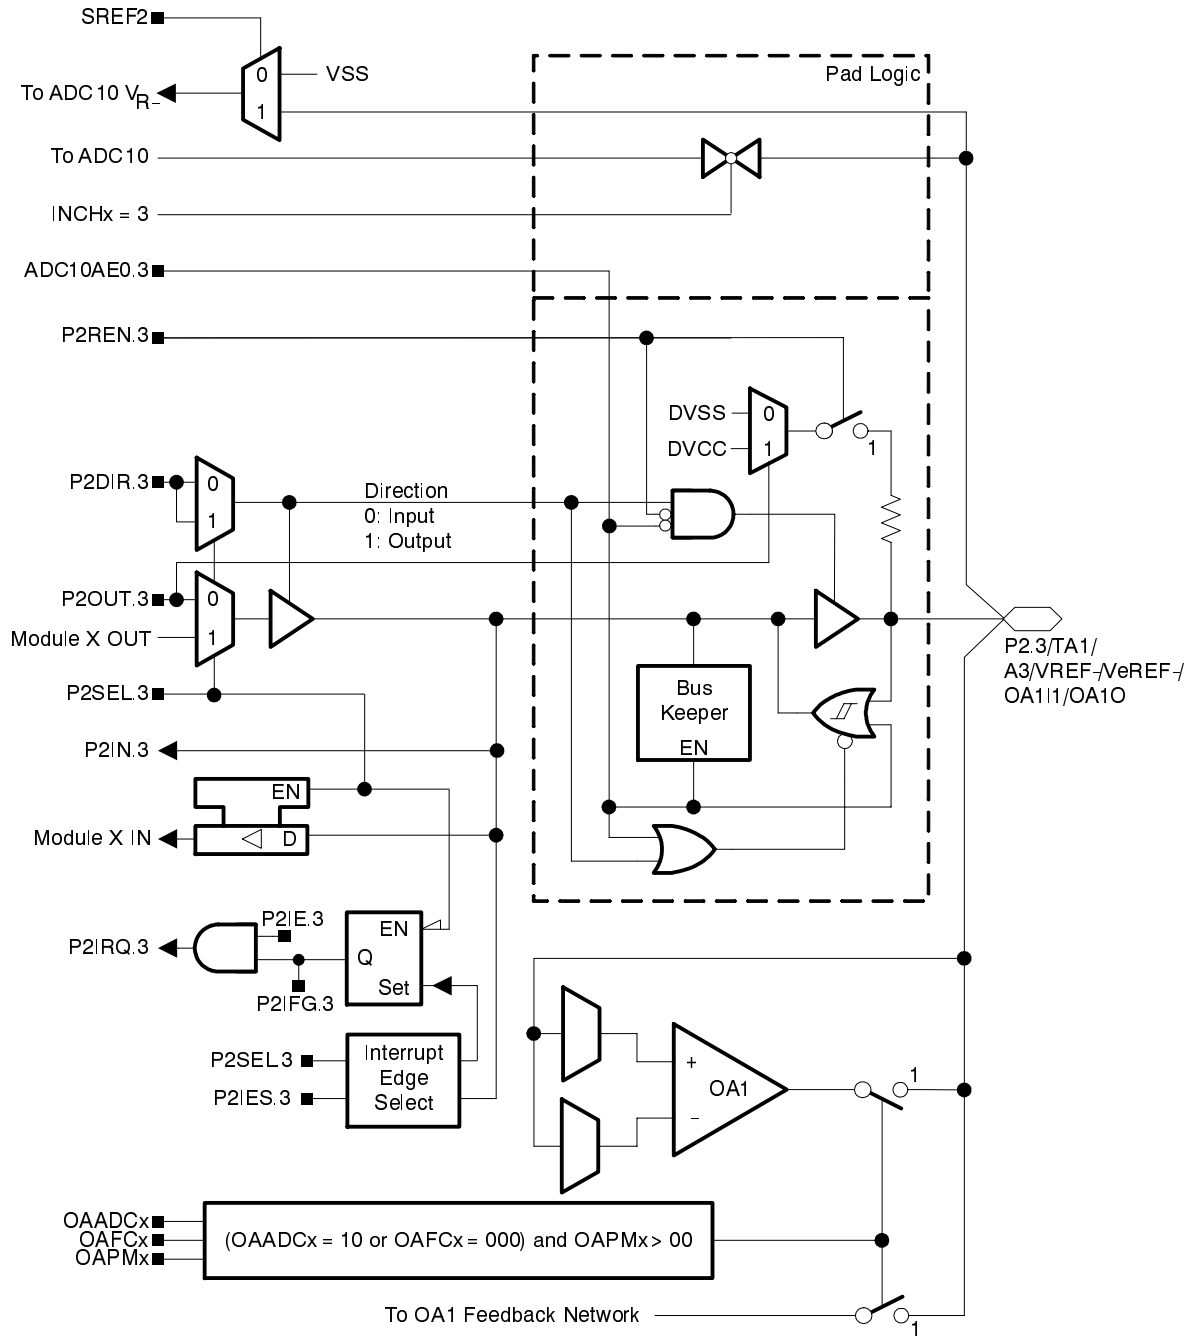 SREF2
0
VSS
Pad Logic
To ADC10 VR−
1
To ADC10
INCHx = 3
ADC10AE0.3
P2REN.3
DVSS
0
DVCC
1
1
P2DIR.3
0
1
Direction
0: Input
1: Output
P2OUT.3
0
Module X OUT
1
P2.3/TA1/
A3/VREF−/VeREF−/
OA1I1/OA1O
P2SEL.3
Bus
Keeper
EN
P2IN.3
EN
Module X IN
D
P2IE.3
EN
P2IRQ.3
Q
Set
P2IFG.3
P2SEL.3
P2IES.3
Interrupt
Edge
Select
+
OA1
−
1
OAADCx
OAFCx
OAPMx
(OAADCx = 10 or OAFCx = 000) and OAPMx > 00
To OA1 Feedback Network
1